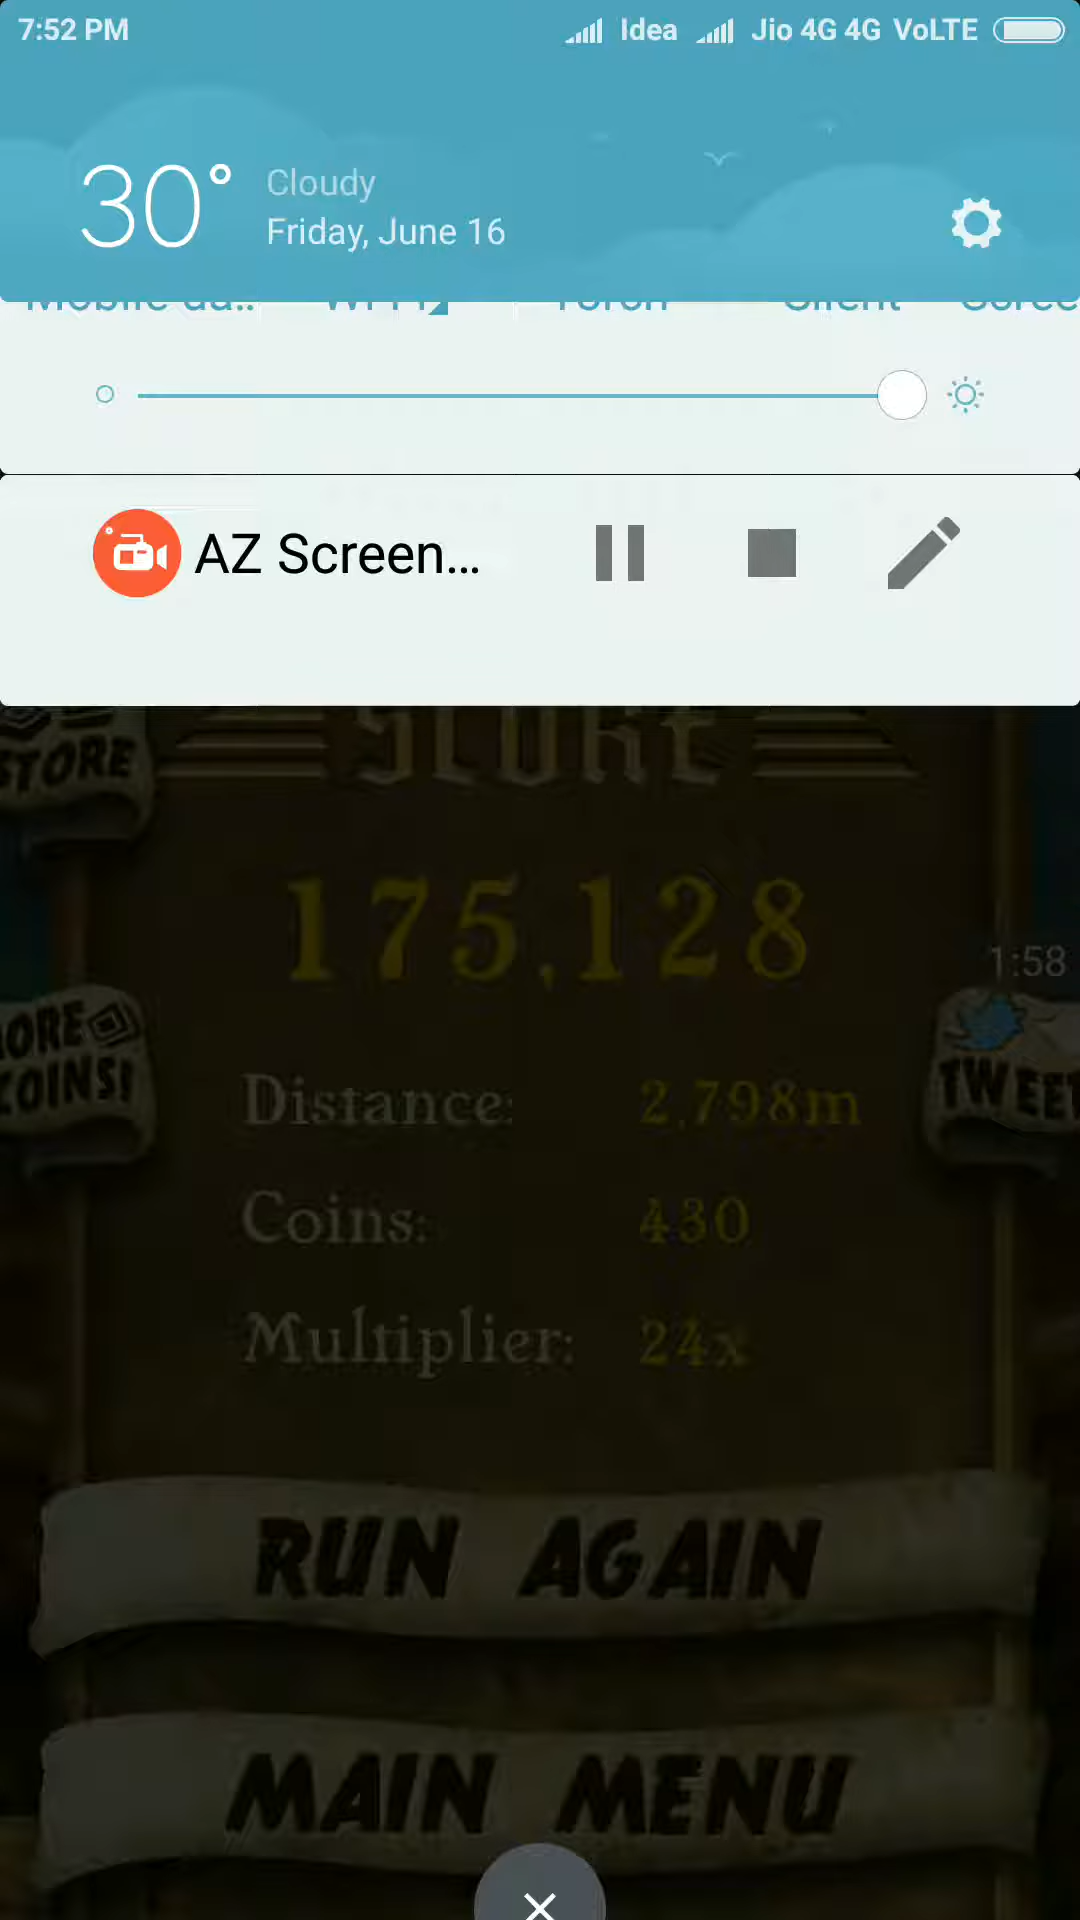 7:52 PM Idea Jio 4G 4G VoLTE
30° Cloudy
Friday, June 16
AZ Screen...
STORE
175,128
1:58
COINS!
TWEET
Distance: 2,798m
Coins: 430
Multiplier: 24x
RUN AGAIN
MAIN MENU